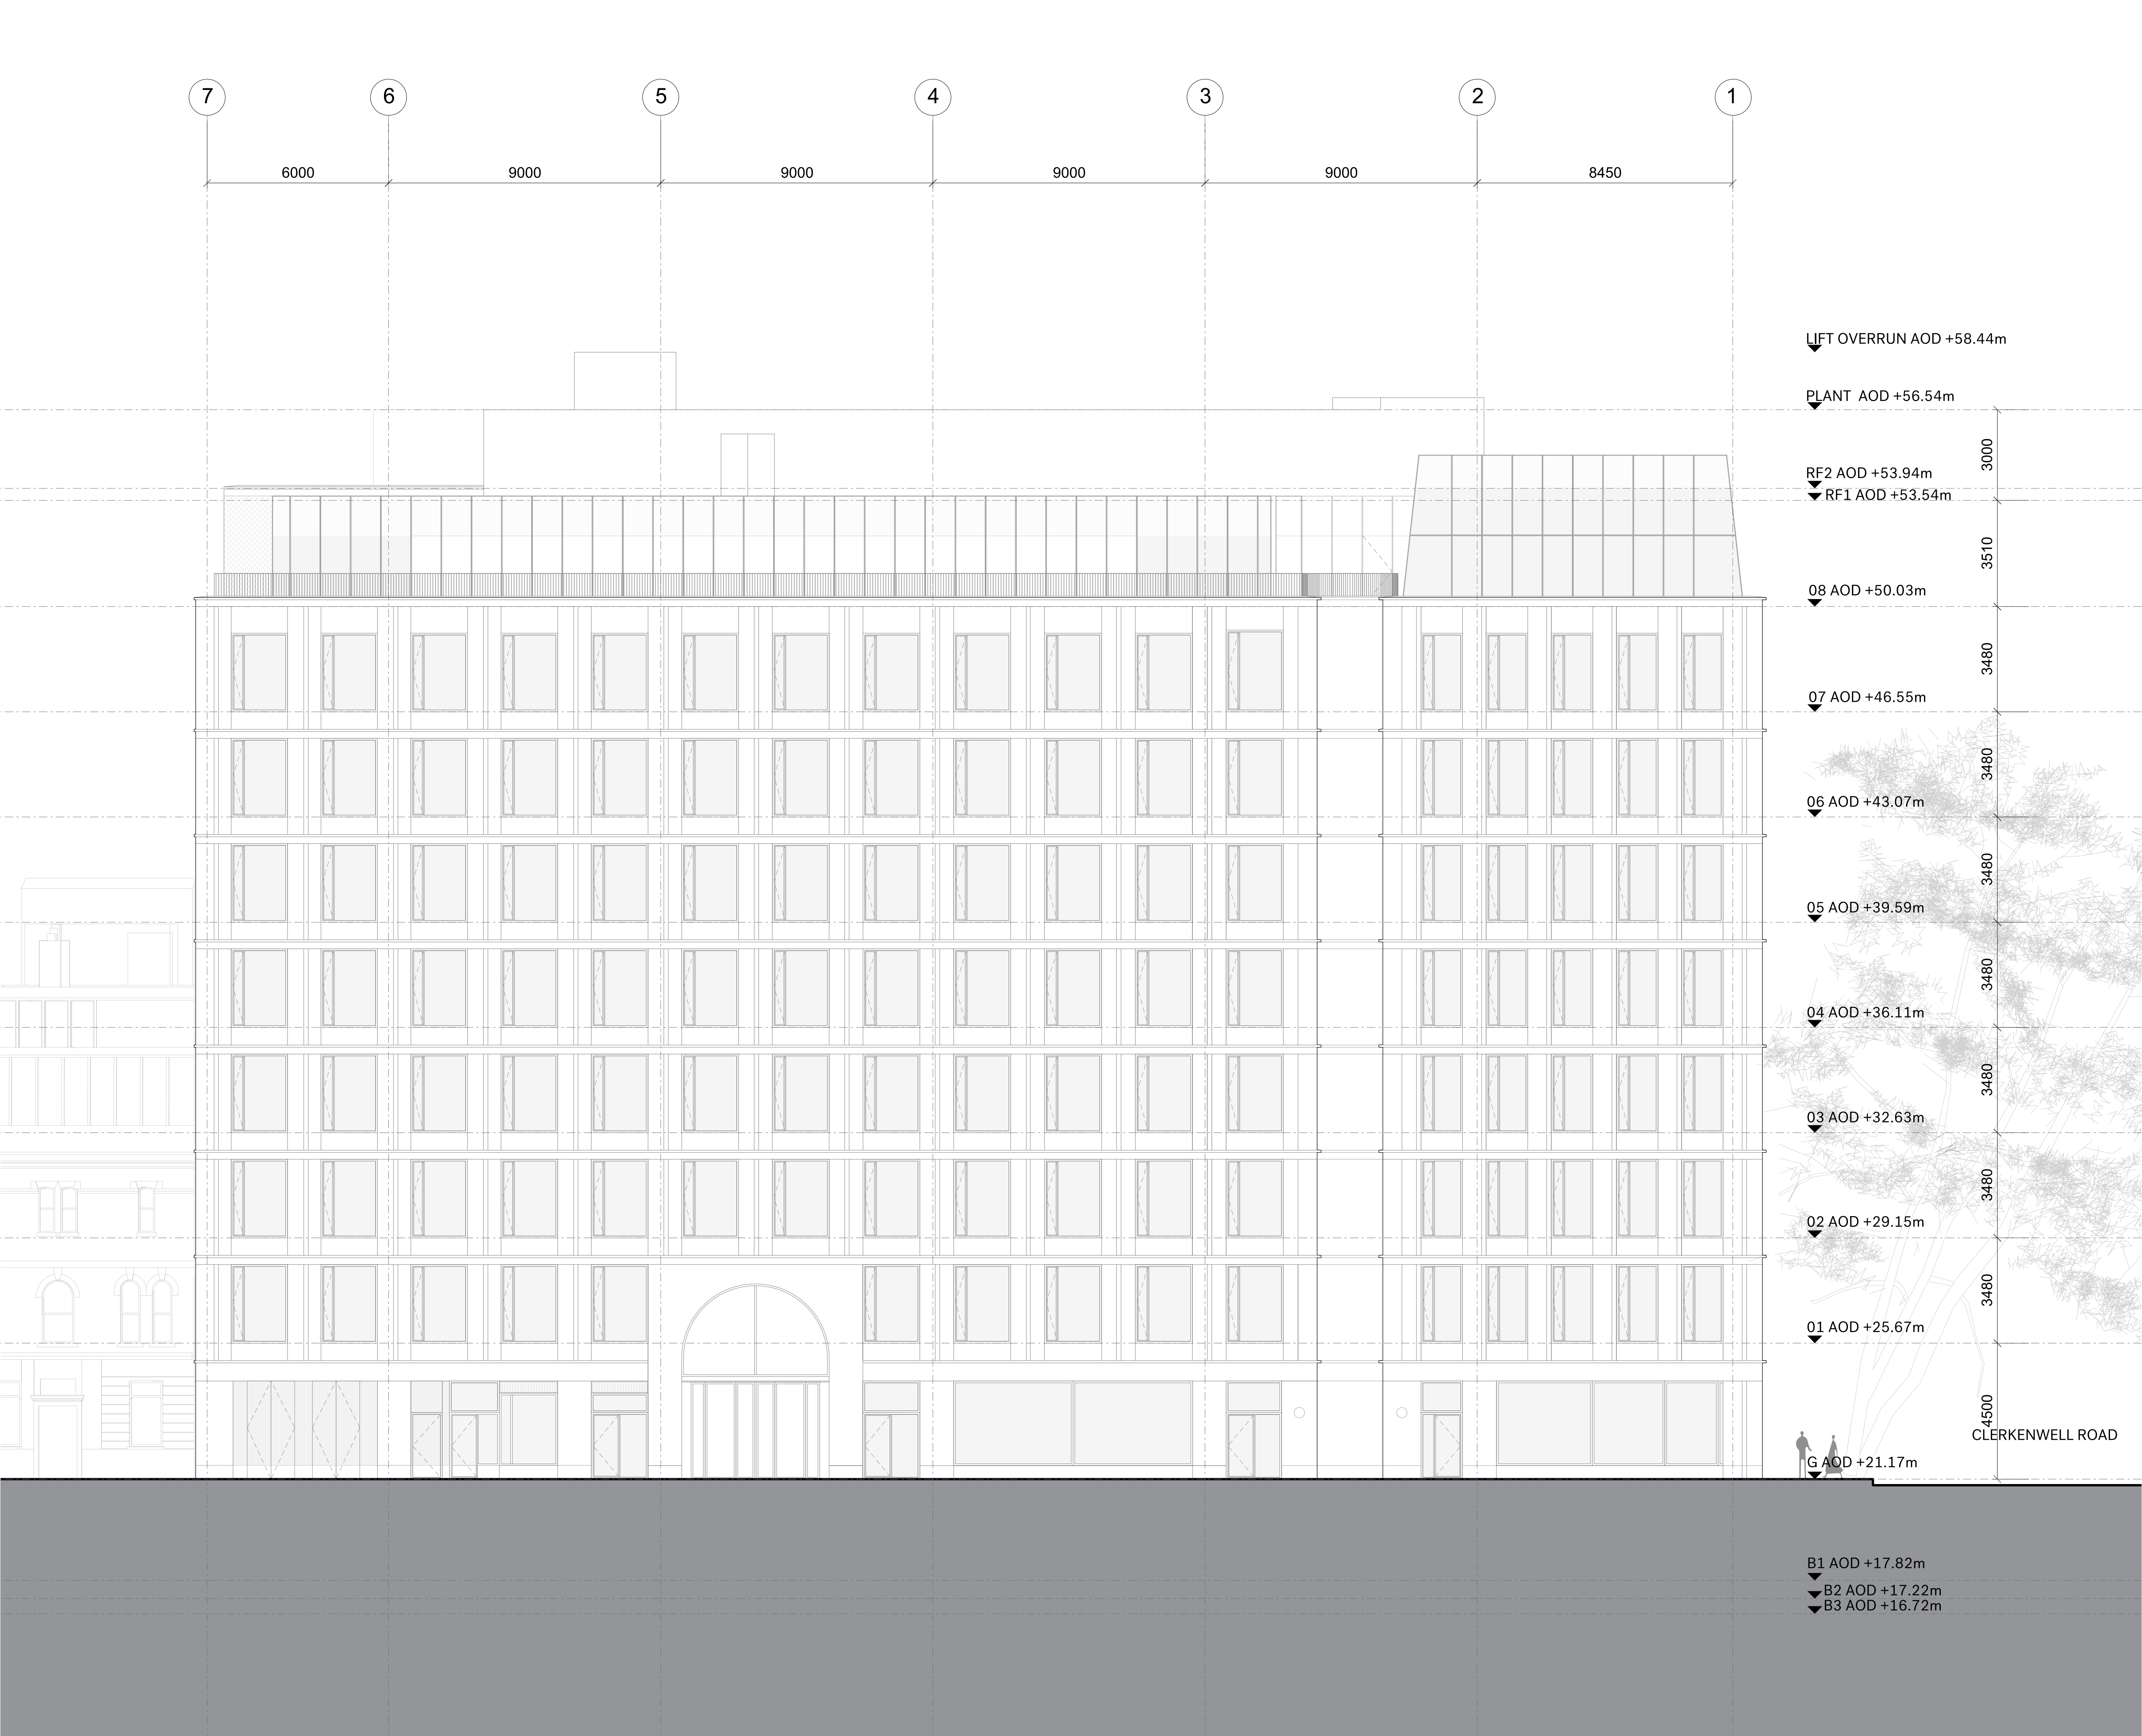 7
6
5
4
3
2
1
6000
9000
9000
9000
9000
8450
LIFT OVERRUN AOD +58.44m
PLANT AOD +56.54m
3000
RF2 AOD +53.94m
RF1 AOD +53.54m
3510
08 AOD +50.03m
3480
07 AOD +46.55m
3480
06 AOD +43.07m
3480
05 AOD +39.59m
3480
04 AOD +36.11m
3480
03 AOD +32.63m
3480
02 AOD +29.15m
3480
01 AOD +25.67m
4500
CLERKENWELL ROAD
G AOD +21.17m
B1 AOD +17.82m
B2 AOD +17.22m
B3 AOD +16.72m